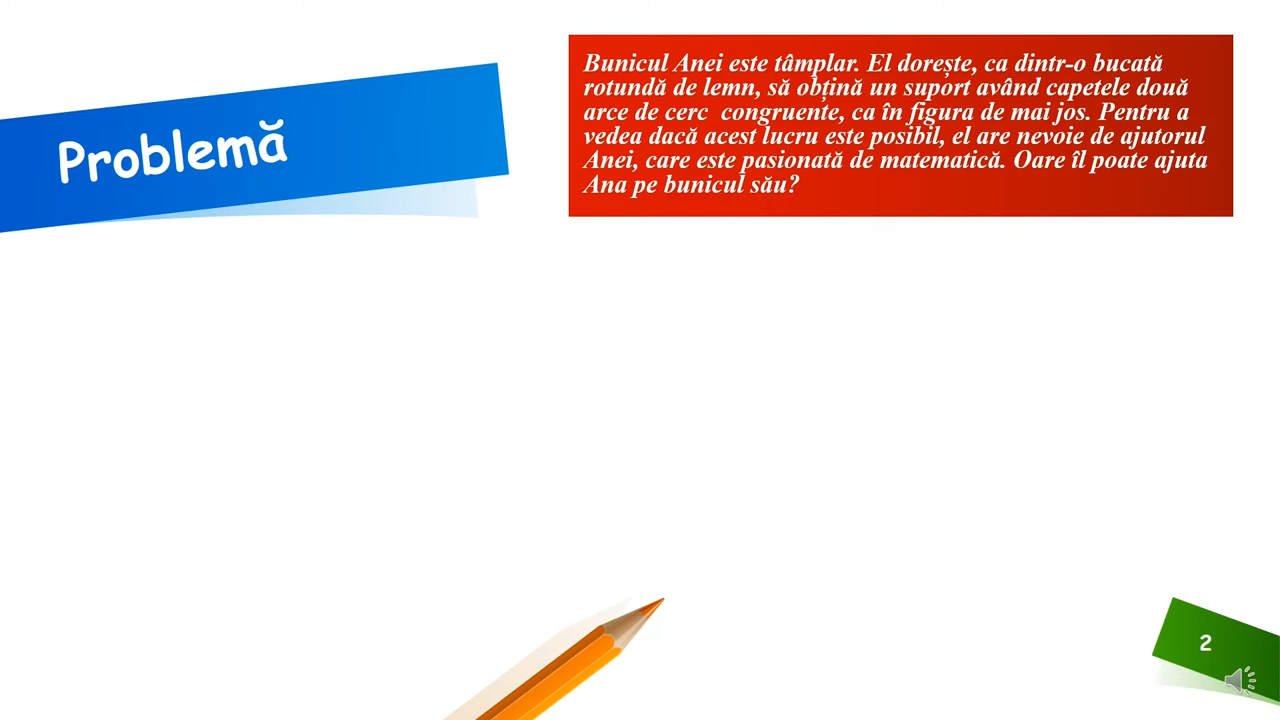 Problemă
Bunicul Anei este tâmplar. El dorește, ca dintr-o bucată
rotundă de lemn, să obțină un suport având capetele două
arce de cerc congruente, ca în figura de mai jos. Pentru a
vedea dacă acest lucru este posibil, el are nevoie de ajutorul
Anei, care este pasionată de matematică. Oare îl poate ajuta
Ana pe bunicul său?
2